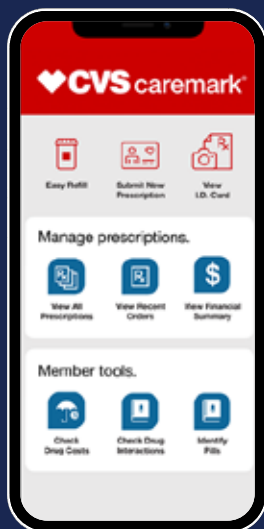 CVS caremark®
Easy Refill
Submit New
Prescription
View
I.D. Card
Manage prescriptions.
View All
Prescriptions
View Recent
Orders
View Financial
Summary
Member tools.
Check
Drug Costs
Check Drug
Interactions
Identify
Pills